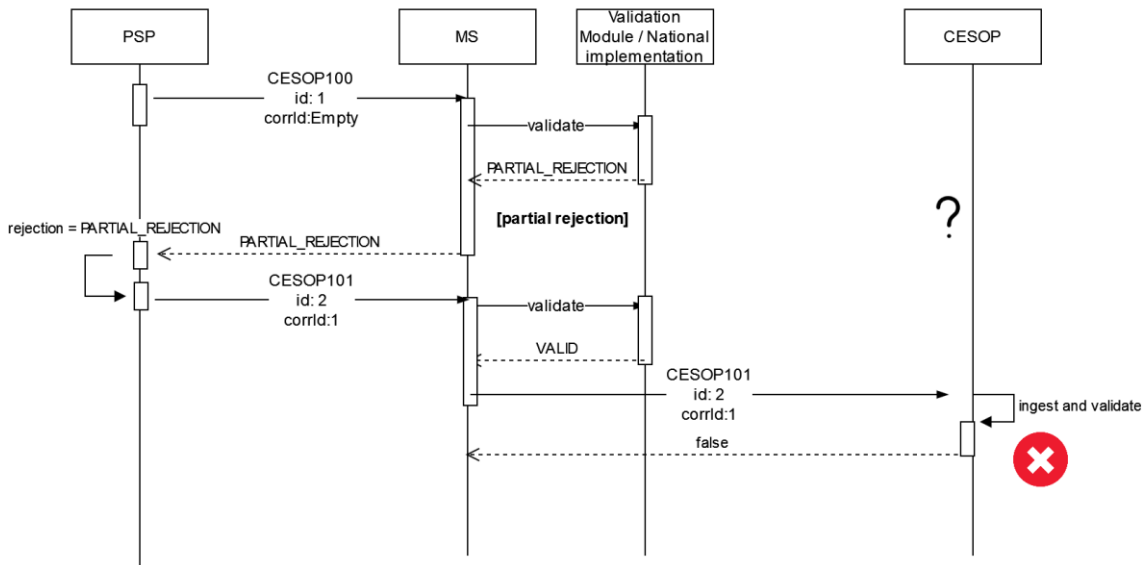 PSP
MS
Validation
Module / National
implementation
CESOP
CESOP100
id: 1
corrId:Empty
validate
PARTIAL_REJECTION
[partial rejection]
?
rejection = PARTIAL_REJECTION
PARTIAL_REJECTION
CESOP101
id: 2
corrId:1
validate
VALID
CESOP101
id: 2
corrId:1
ingest and validate
false